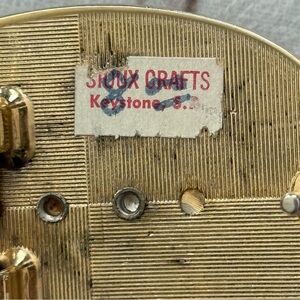 SIOUX CRAFTS
Keystone, S.D.